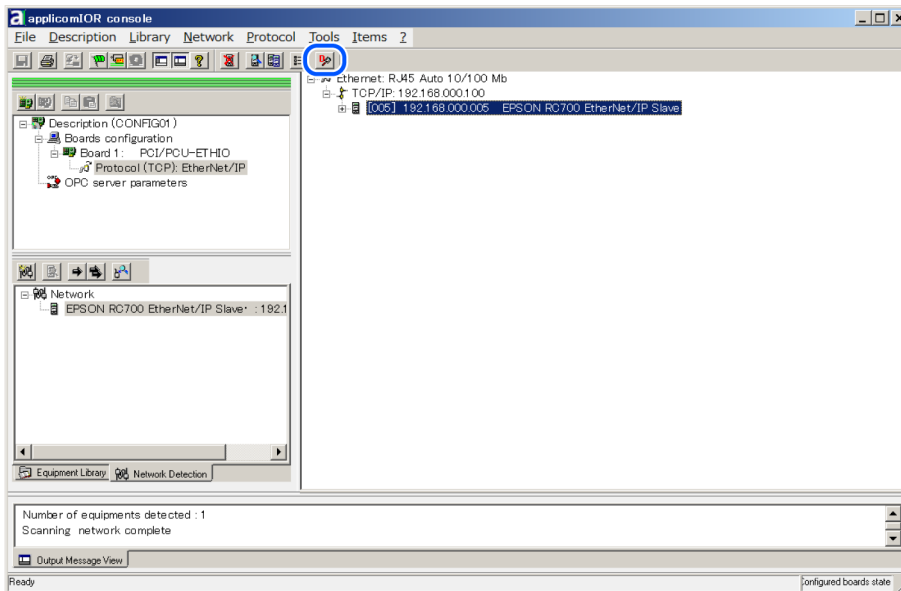 applicomIOR console
File Description Library Network Protocol Tools Items ?
Description (CONFIG01)
Boards configuration
Board 1: PCI/PCU-ETHIO
Protocol (TCP): EtherNet/IP
OPC server parameters
Network
EPSON RC700 EtherNet/IP Slave· : 192.1
Equipment Library Network Detection
Ethernet: RJ45 Auto 10/100 Mb
TCP/IP: 192.168.000.100
[005] 192.168.000.005 EPSON RC700 EtherNet/IP Slave
Number of equipments detected : 1
Scanning network complete
Output Message View
Ready
onfigured boards state